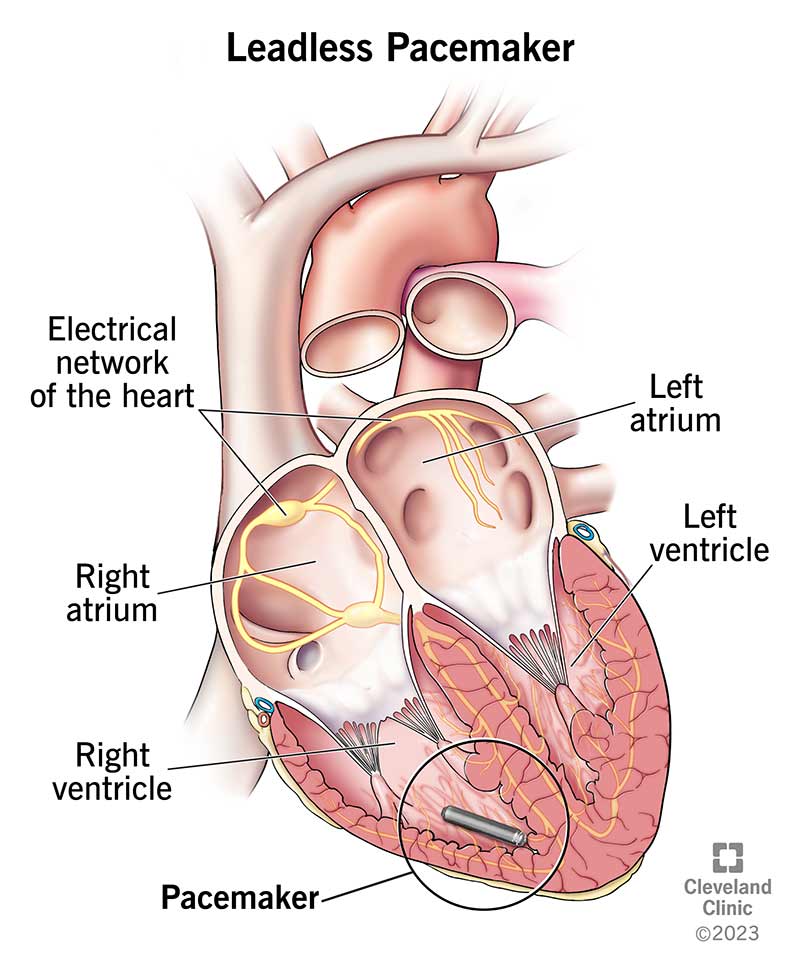 Leadless Pacemaker
Electrical
network
of the heart
Left
atrium
Left
ventricle
Right
atrium
Right
ventricle
Pacemaker
Cleveland
Clinic
©2023